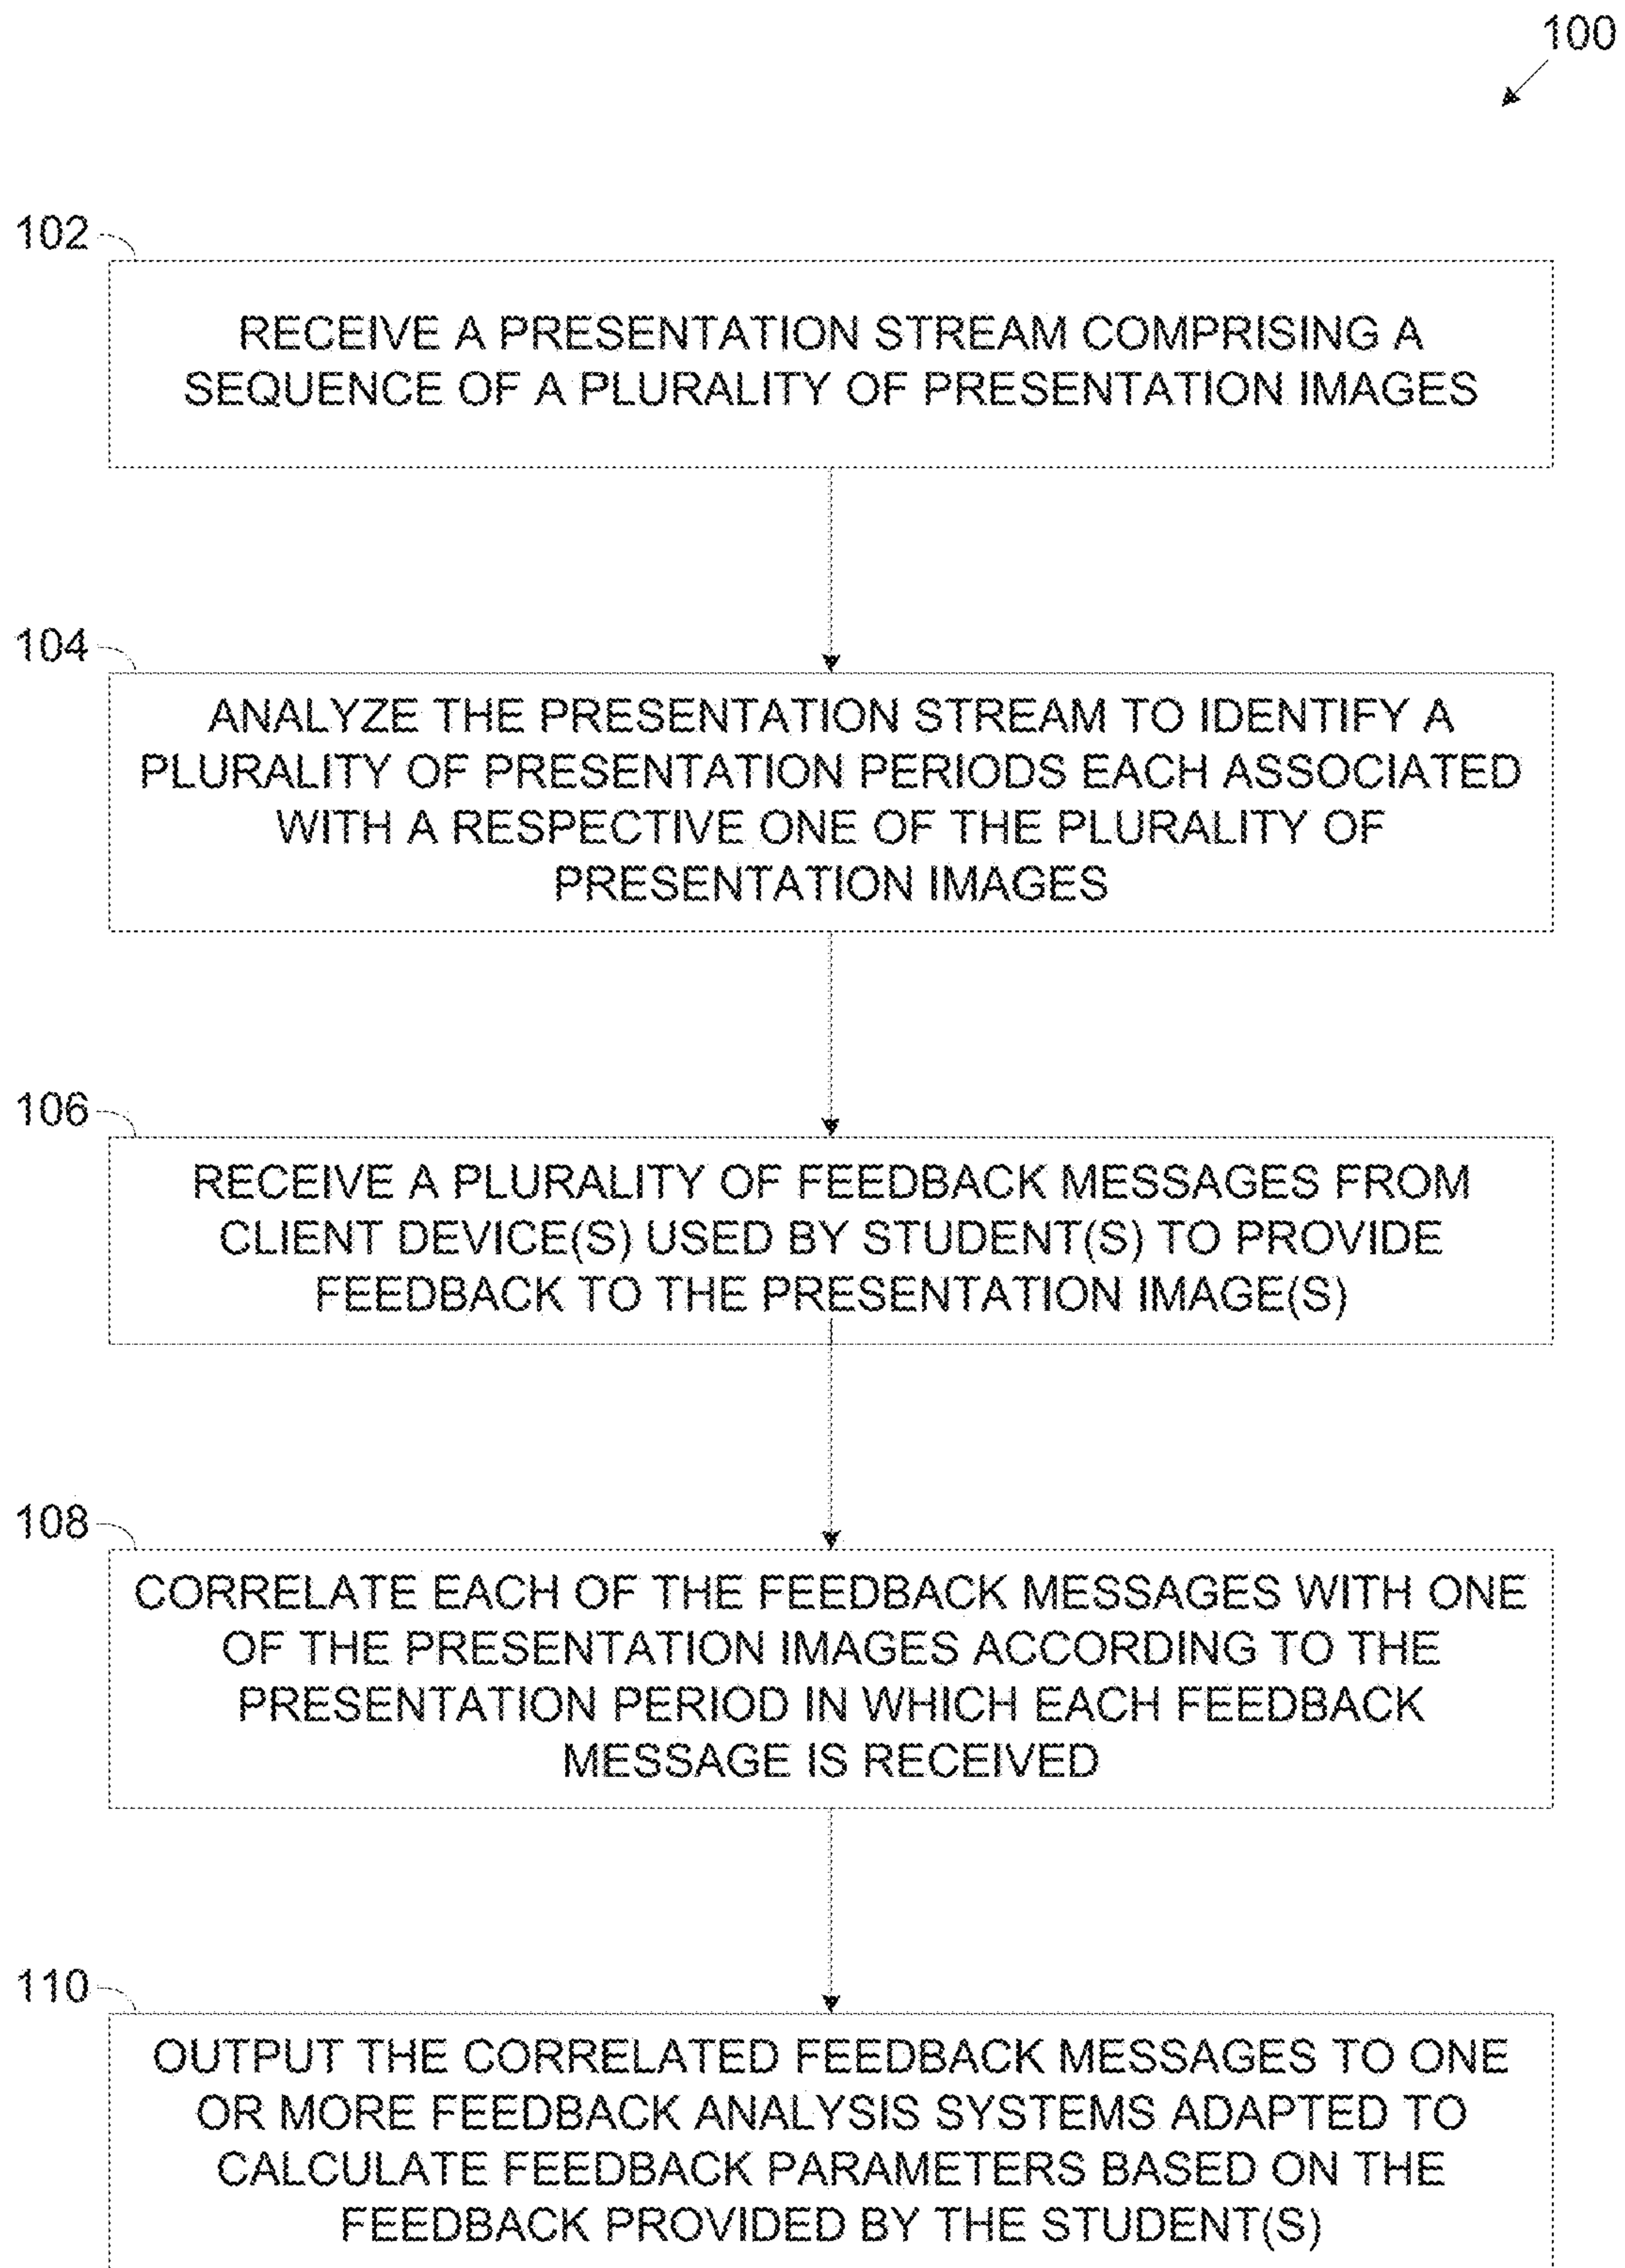 100
102
RECEIVE A PRESENTATION STREAM COMPRISING A
SEQUENCE OF A PLURALITY OF PRESENTATION IMAGES
104
ANALYZE THE PRESENTATION STREAM TO IDENTIFY A
PLURALITY OF PRESENTATION PERIODS EACH ASSOCIATED
WITH A RESPECTIVE ONE OF THE PLURALITY OF
PRESENTATION IMAGES
106
RECEIVE A PLURALITY OF FEEDBACK MESSAGES FROM
CLIENT DEVICE(S) USED BY STUDENT(S) TO PROVIDE
FEEDBACK TO THE PRESENTATION IMAGE(S)
108
CORRELATE EACH OF THE FEEDBACK MESSAGES WITH ONE
OF THE PRESENTATION IMAGES ACCORDING TO THE
PRESENTATION PERIOD IN WHICH EACH FEEDBACK
MESSAGE IS RECEIVED
110
OUTPUT THE CORRELATED FEEDBACK MESSAGES TO ONE
OR MORE FEEDBACK ANALYSIS SYSTEMS ADAPTED TO
CALCULATE FEEDBACK PARAMETERS BASED ON THE
FEEDBACK PROVIDED BY THE STUDENT(S)